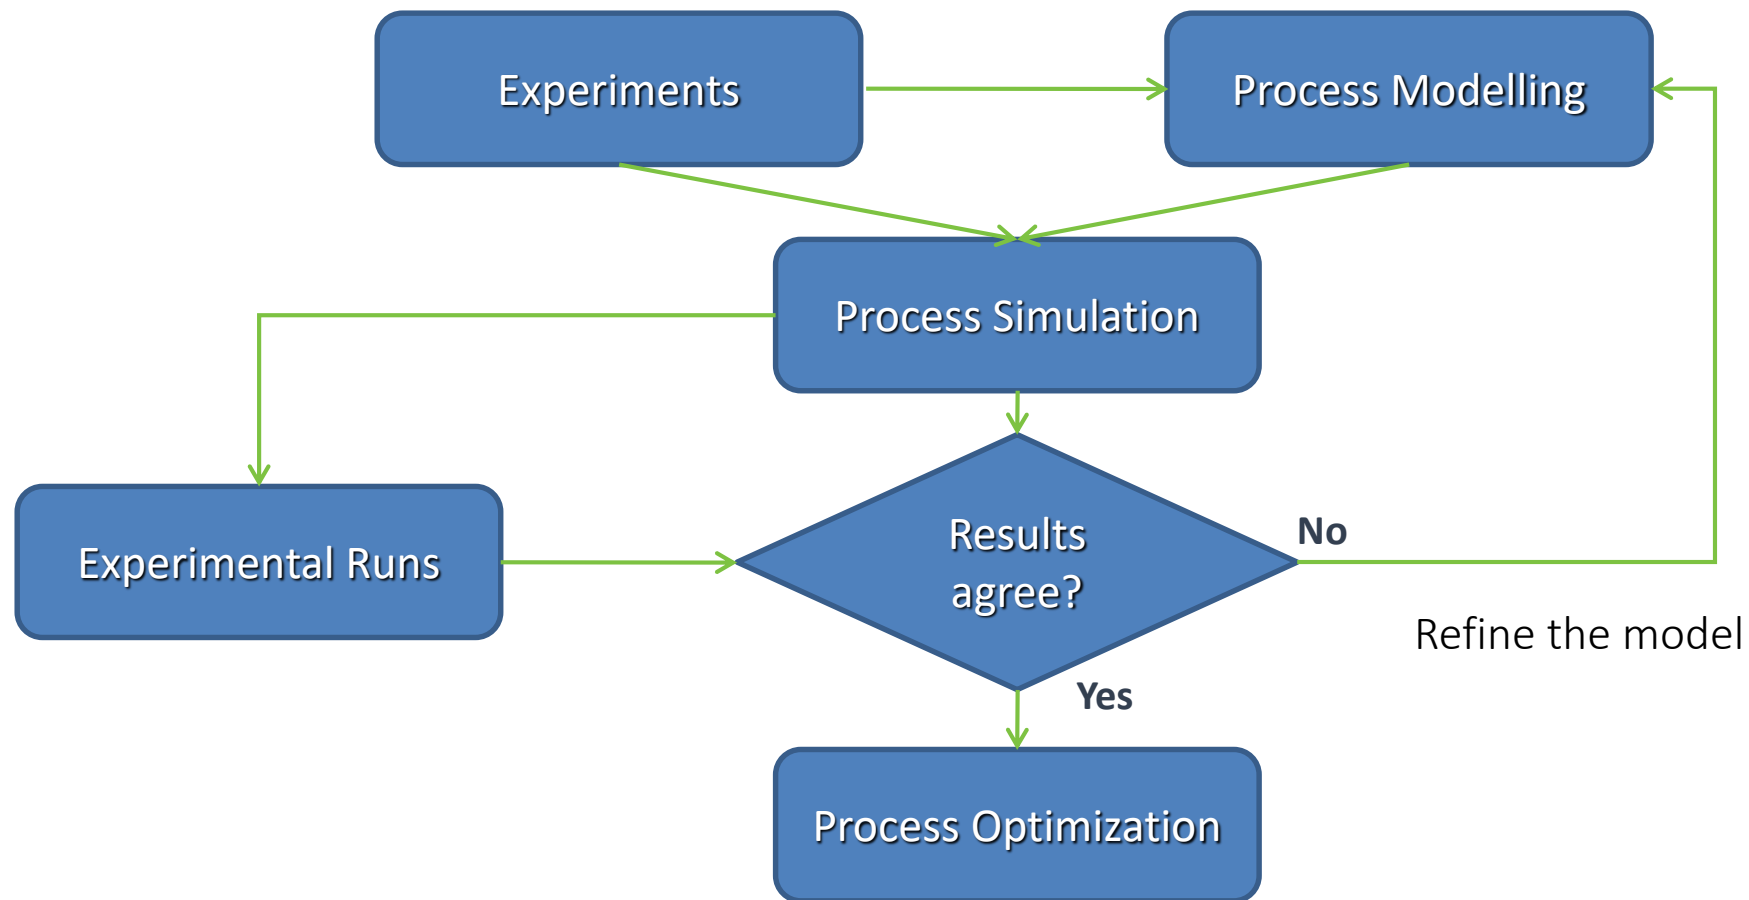 Experiments
Process Modelling
Process Simulation
Results
agree?
No
Experimental Runs
Refine the model
Yes
Process Optimization